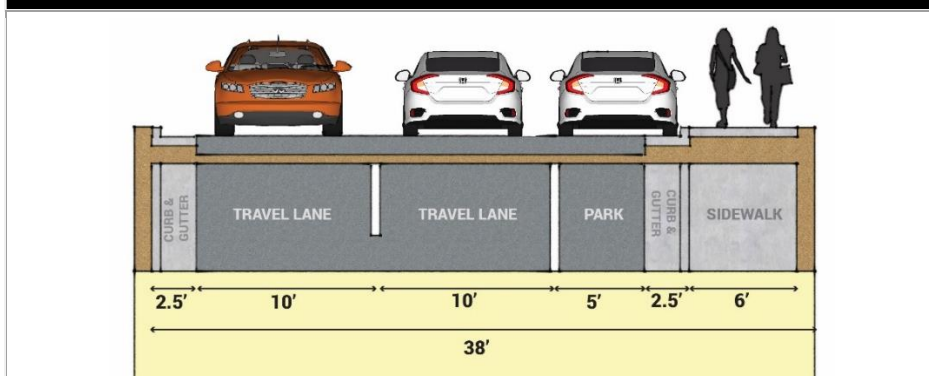 CURB &
GUTTER
TRAVEL LANE
TRAVEL LANE
PARK
CURB &
GUTTER
SIDEWALK
2.5′
10′
10′
5′
2.5′
6′
38′